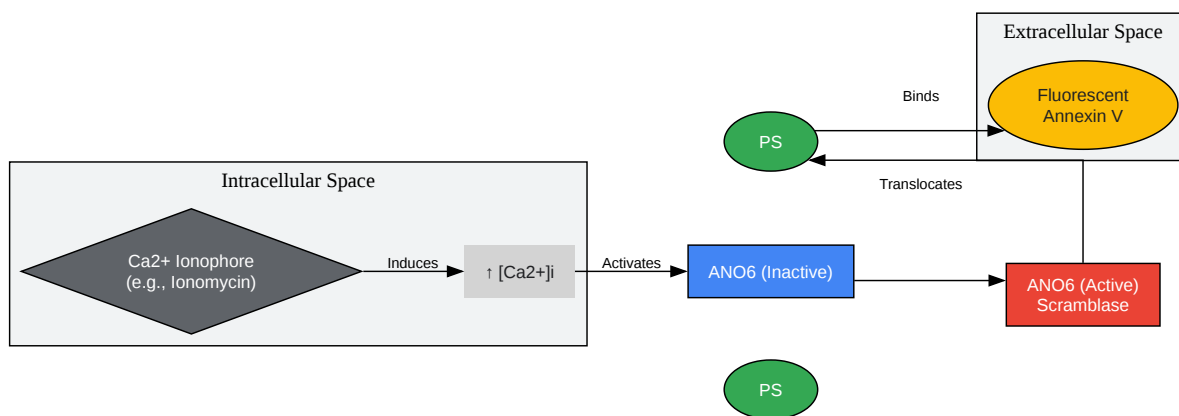 Extracellular Space
Fluorescent
Annexin V
Binds
PS
Translocates
Intracellular Space
Ca2+ Ionophore
(e.g., Ionomycin)
Induces
↑ [Ca2+]i
Activates
ANO6 (Inactive)
ANO6 (Active)
Scramblase
PS